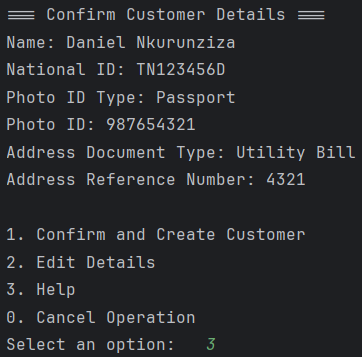 === Confirm Customer Details ===
Name: Daniel Nkurunziza
National ID: TN123456D
Photo ID Type: Passport
Photo ID: 987654321
Address Document Type: Utility Bill
Address Reference Number: 4321
1. Confirm and Create Customer
2. Edit Details
3. Help
0. Cancel Operation
Select an option: 3